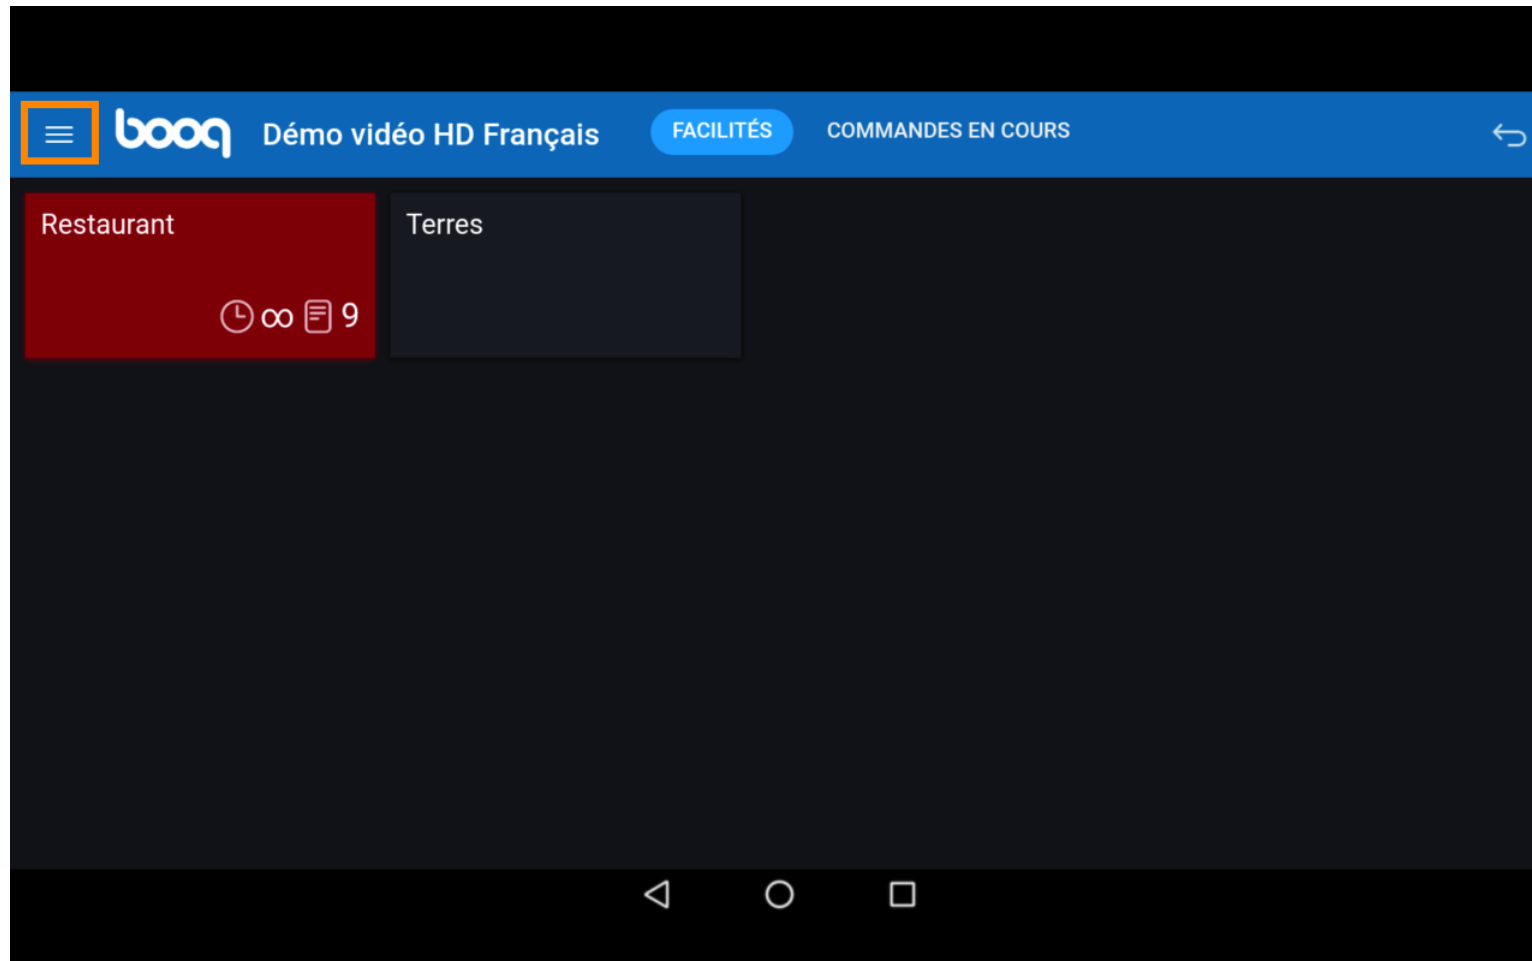 booq Démo vidéo HD Français FACILITÉS COMMANDES EN COURS
Restaurant
∞ 9
Terres